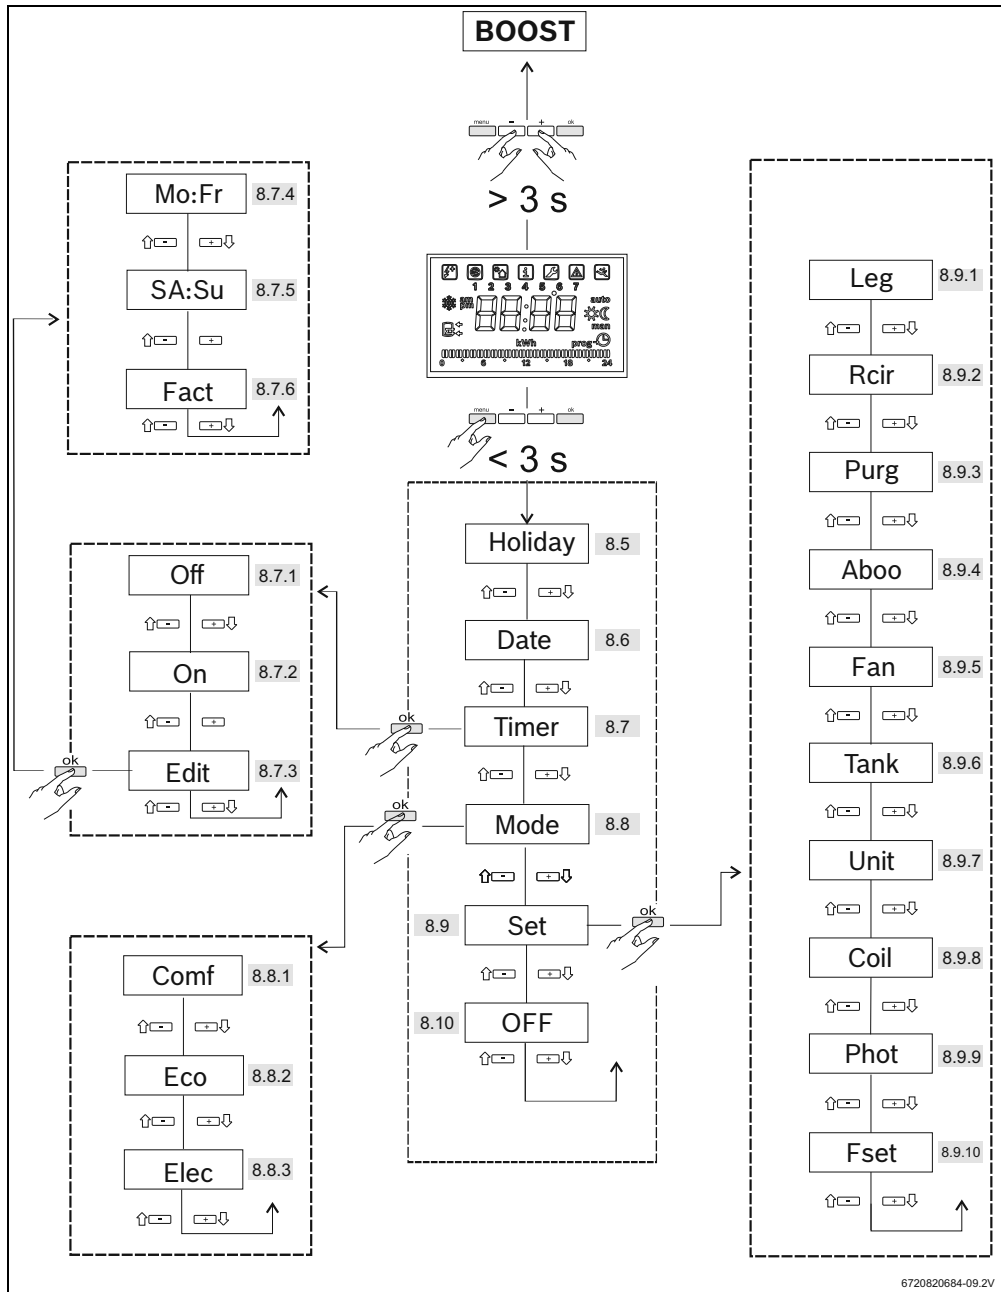 BOOST
menu - + ok
> 3 s
1 2 3 4 5 6 7
am
pm
88:88
auto
man
kWh prog
0 6 12 18 24
menu - + ok
< 3 s
Mo:Fr 8.7.4
- +
SA:Su 8.7.5
- +
Fact 8.7.6
- +
Off 8.7.1
- +
On 8.7.2
- +
ok
Edit 8.7.3
- +
Comf 8.8.1
- +
Eco 8.8.2
- +
Elec 8.8.3
- +
Holiday 8.5
- +
Date 8.6
- +
ok
Timer 8.7
- +
ok
Mode 8.8
- +
8.9 Set
ok
- +
8.10 OFF
- +
Leg 8.9.1
- +
Rcir 8.9.2
- +
Purg 8.9.3
- +
Aboo 8.9.4
- +
Fan 8.9.5
- +
Tank 8.9.6
- +
Unit 8.9.7
- +
Coil 8.9.8
- +
Phot 8.9.9
- +
Fset 8.9.10
- +
6720820684-09.2V